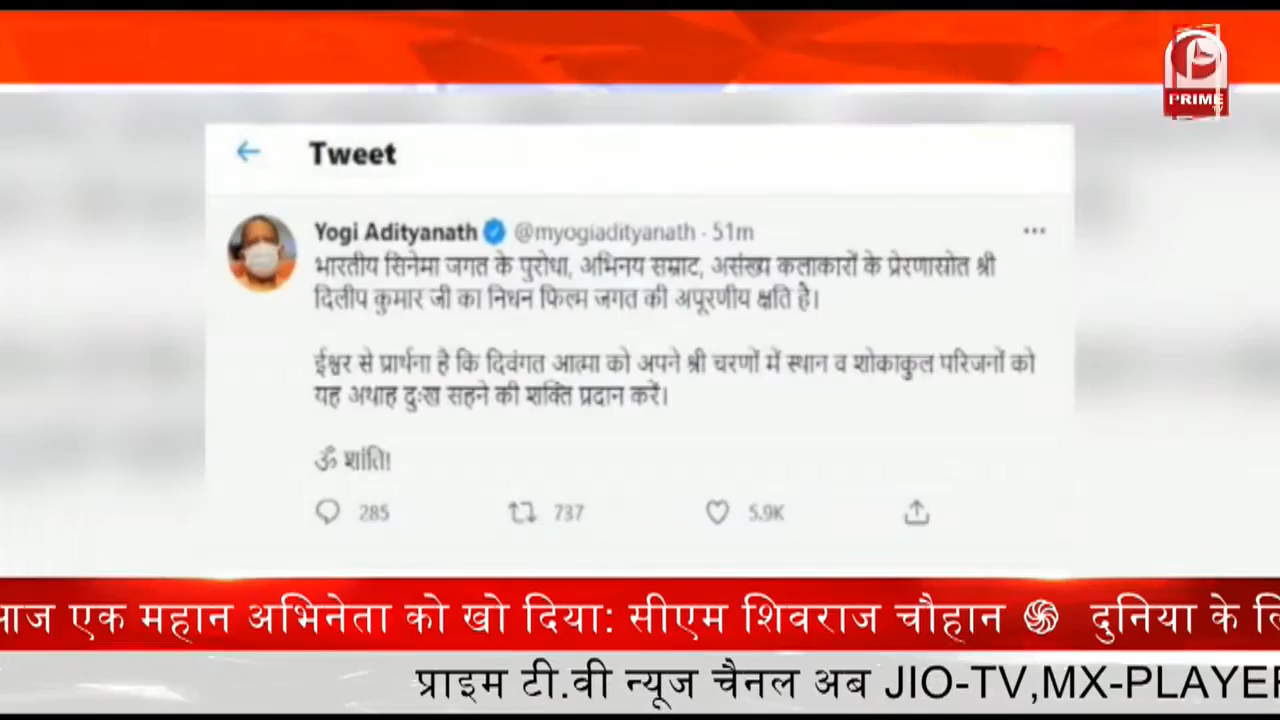 PRIME
TV
Tweet
Yogi Adityanath @myogiadityanath · 51m
भारतीय सिनेमा जगत के पुरोधा, अभिनय सम्राट, असंख्य कलाकारों के प्रेरणास्रोत श्री
दिलीप कुमार जी का निधन फिल्म जगत की अपूरणीय क्षति है।
ईश्वर से प्रार्थना है कि दिवंगत आत्मा को अपने श्री चरणों में स्थान व शोकाकुल परिजनों को
यह अथाह दुःख सहने की शक्ति प्रदान करें।
ॐ शांति!
285 737 5.9K
आज एक महान अभिनेता को खो दिया: सीएम शिवराज चौहान दुनिया के
प्राइम टी.वी न्यूज चैनल अब JIO-TV,MX-PLAYER